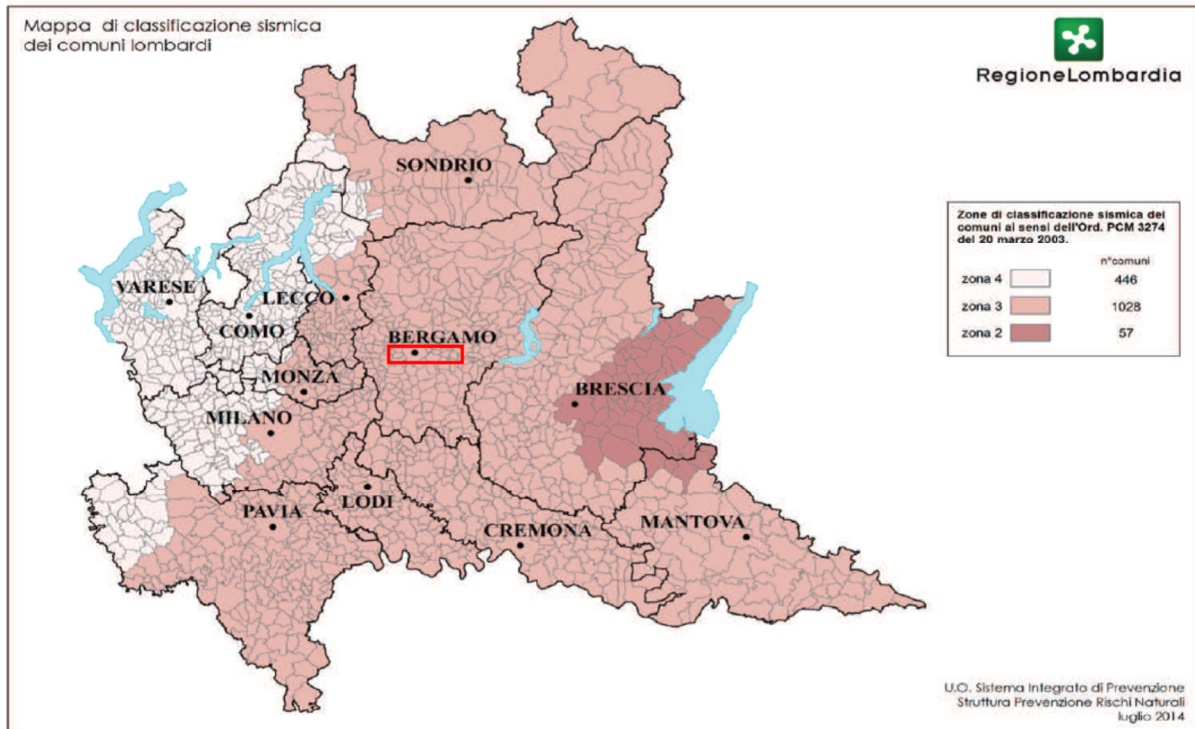 Mappa di classificazione sismica
dei comuni lombardi
RegioneLombardia
SONDRIO
VARESE
LECCO
COMO
BERGAMO
MONZA
BRESCIA
MILANO
PAVIA
LODI
CREMONA
MANTOVA
Zone di classificazione sismica dei
comuni ai sensi dell'Ord. PCM 3274
del 20 marzo 2003.
n°comuni
zona 4 446
zona 3 1028
zona 2 57
U.O. Sistema Integrato di Prevenzione
Struttura Prevenzione Rischi Naturali
luglio 2014